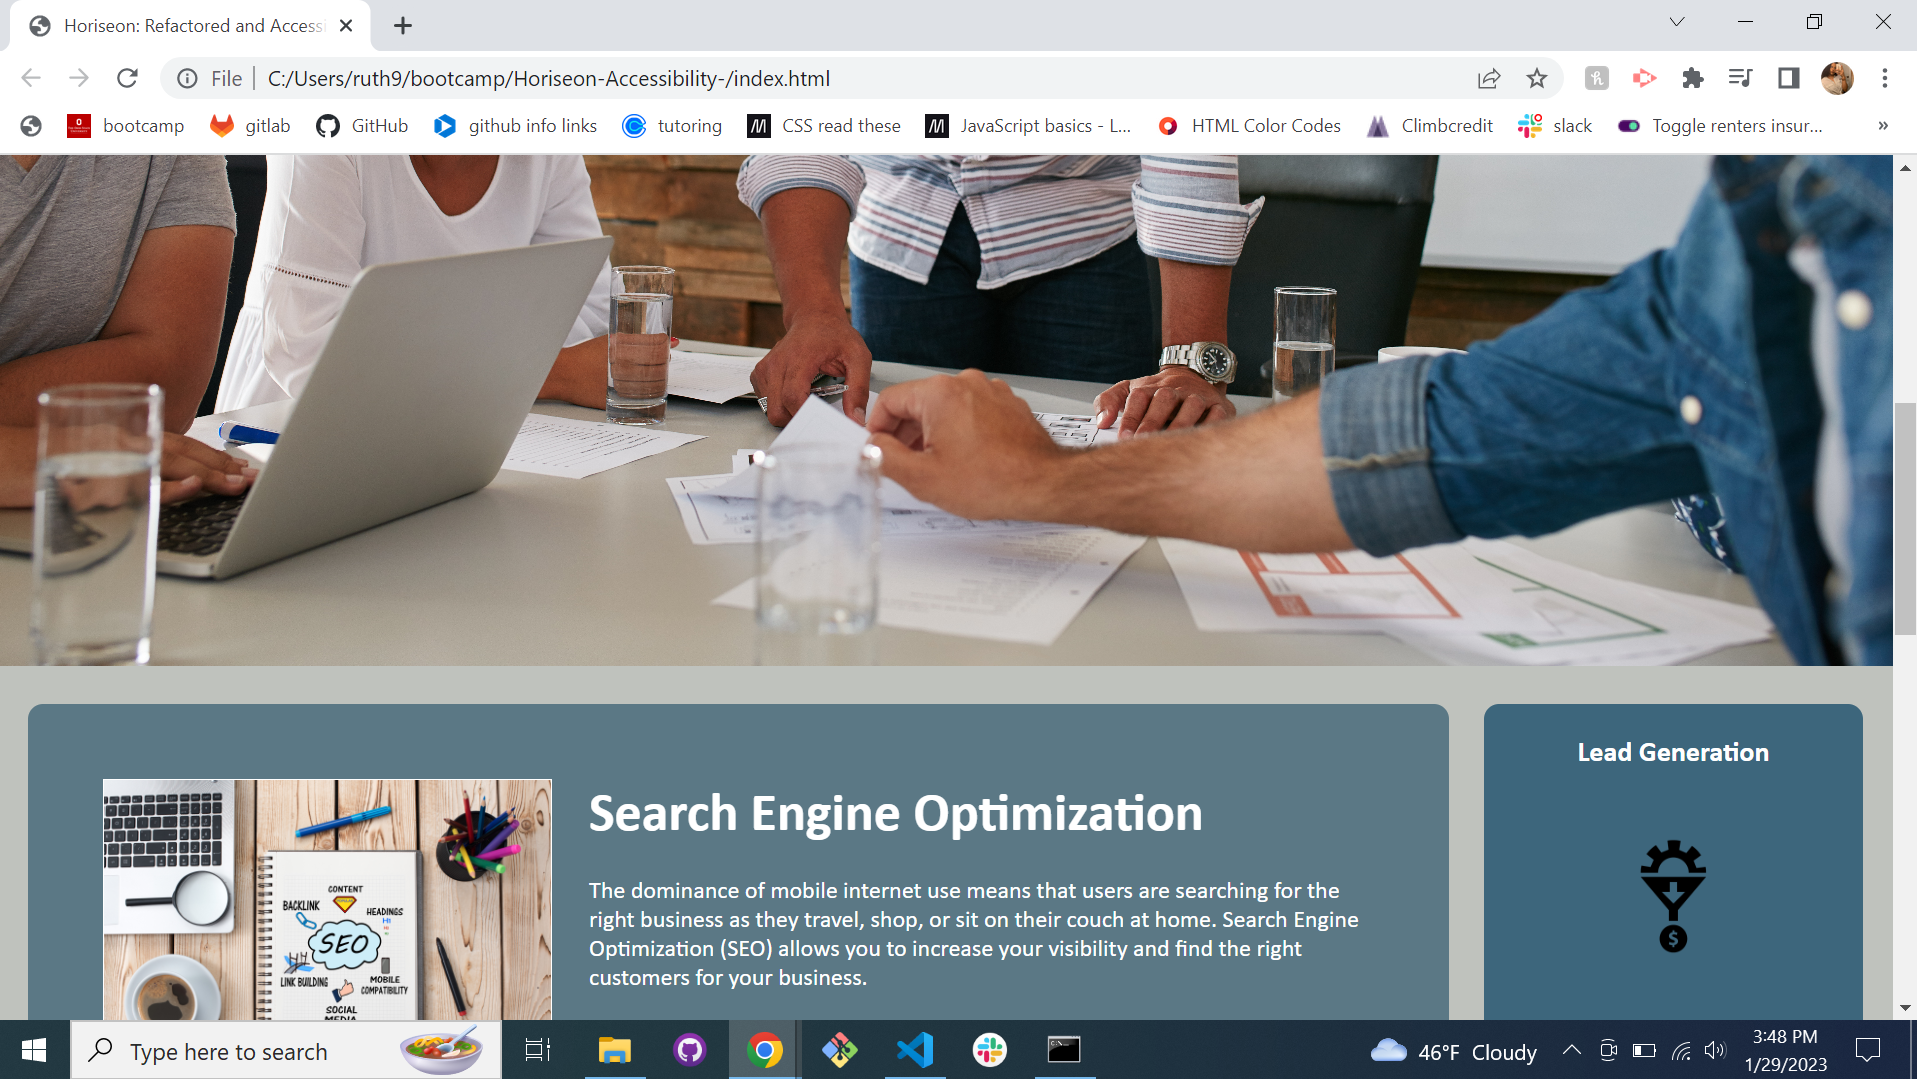 Horiseon: Refactored and Accessi
File
C:/Users/ruth9/bootcamp/Horiseon-Accessibility-/index.html
bootcamp
gitlab
GitHub
github info links
tutoring
CSS read these
JavaScript basics - L...
HTML Color Codes
Climbcredit
slack
Toggle renters insur...
»
Search Engine Optimization
The dominance of mobile internet use means that users are searching for the
right business as they travel, shop, or sit on their couch at home. Search Engine
Optimization (SEO) allows you to increase your visibility and find the right
customers for your business.
CONTENT
BACKLINK
HEADINGS
H1
SEO
LINK BUILDING
MOBILE
COMPATIBILITY
SOCIAL
MEDIA
Lead Generation
$
Type here to search
46°F Cloudy
3:48 PM
1/29/2023